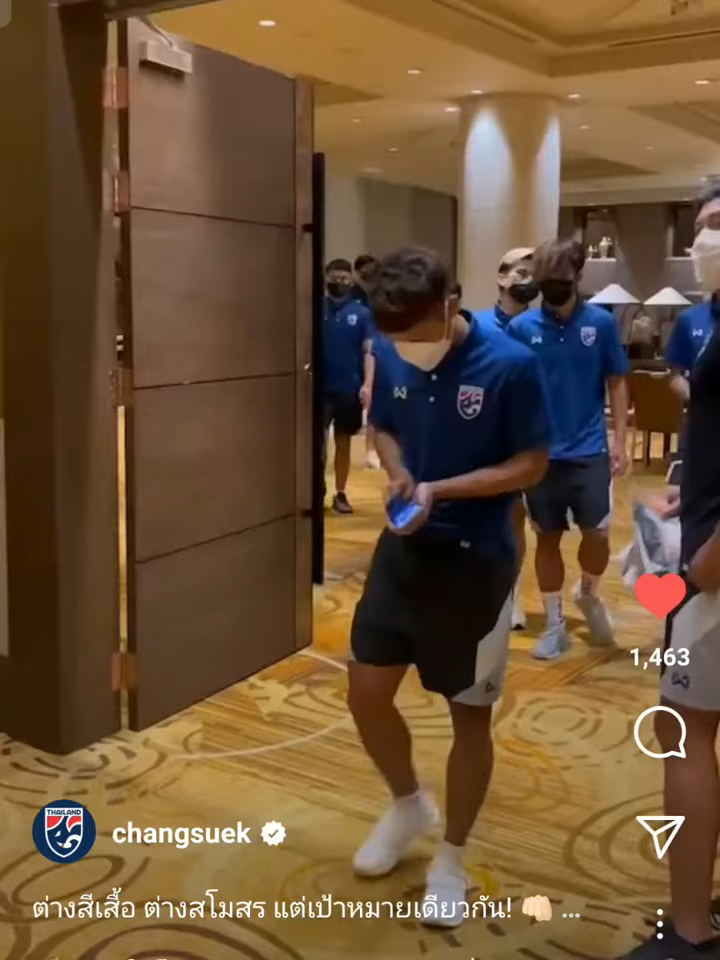 1,463
THAILAND
changsuek
ต่างสีเสื้อ ต่างสโมสร แต่เป้าหมายเดียวกัน! 👊🏻 ...